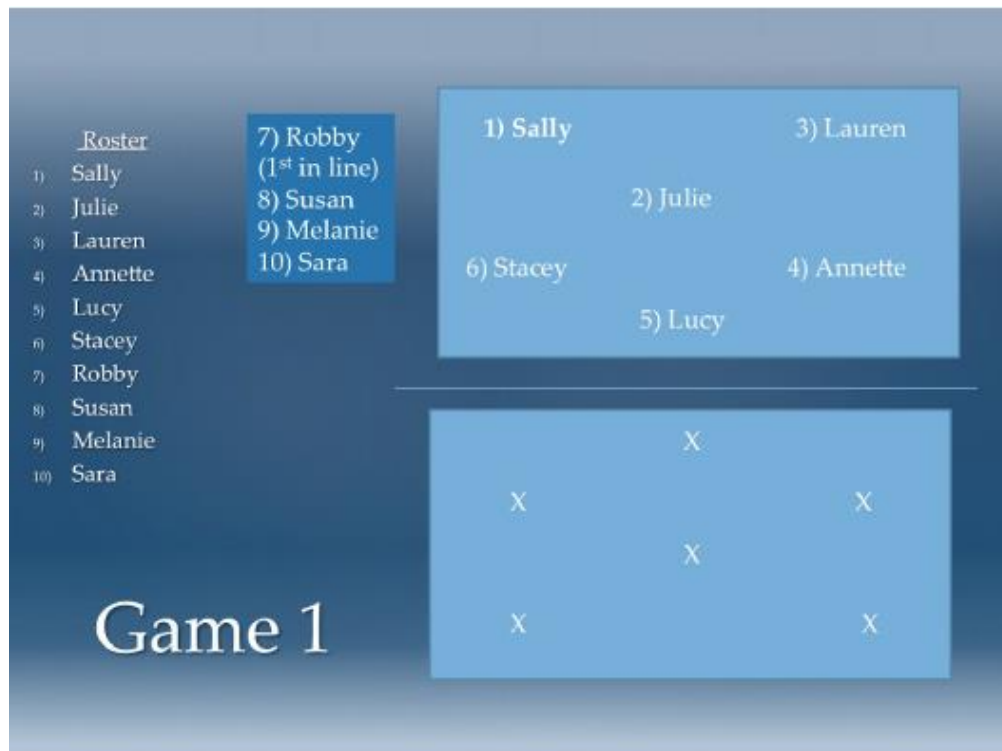 Roster
1) Sally
2) Julie
3) Lauren
4) Annette
5) Lucy
6) Stacey
7) Robby
8) Susan
9) Melanie
10) Sara
7) Robby
(1st in line)
8) Susan
9) Melanie
10) Sara
1) Sally
3) Lauren
2) Julie
6) Stacey
4) Annette
5) Lucy
X
X
X
X
X
X
Game 1